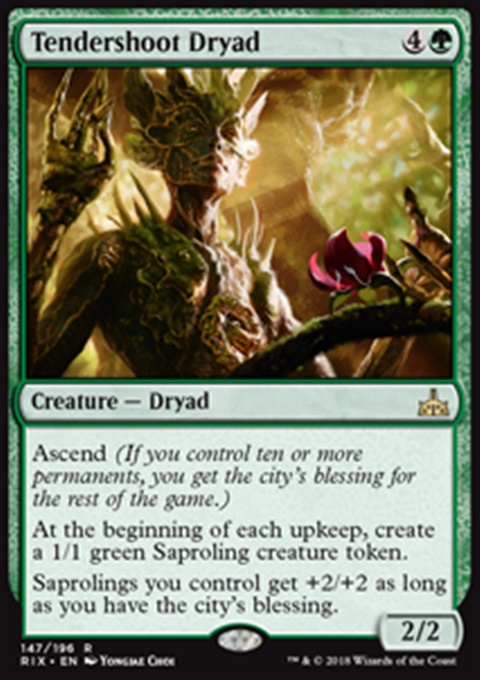 Tendershoot Dryad 4
Creature — Dryad
Ascend (If you control ten or more
permanents, you get the city's blessing for
the rest of the game.)
At the beginning of each upkeep, create
a 1/1 green Saproling creature token.
Saprolings you control get +2/+2 as long
as you have the city's blessing.
2/2
147/196 R
RIX • EN Yongjae Choi
™ & © 2018 Wizards of the Coast